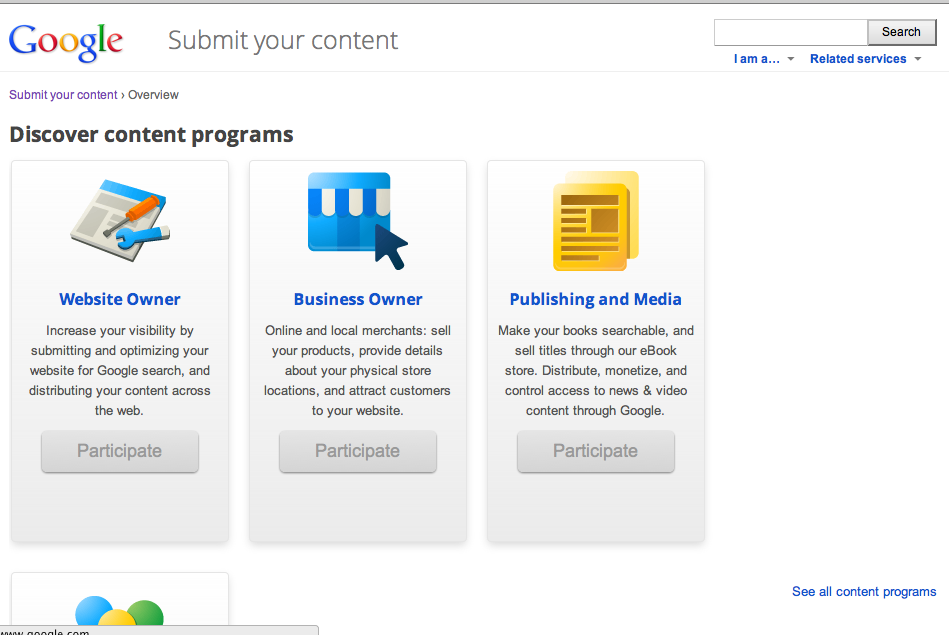 Google
Submit your content
Search
I am a...
Related services
Submit your content › Overview
Discover content programs
Website Owner
Increase your visibility by
submitting and optimizing your
website for Google search, and
distributing your content across
the web.
Participate
Business Owner
Online and local merchants: sell
your products, provide details
about your physical store
locations, and attract customers
to your website.
Participate
Publishing and Media
Make your books searchable, and
sell titles through our eBook
store. Distribute, monetize, and
control access to news & video
content through Google.
Participate
See all content programs
www.google.com